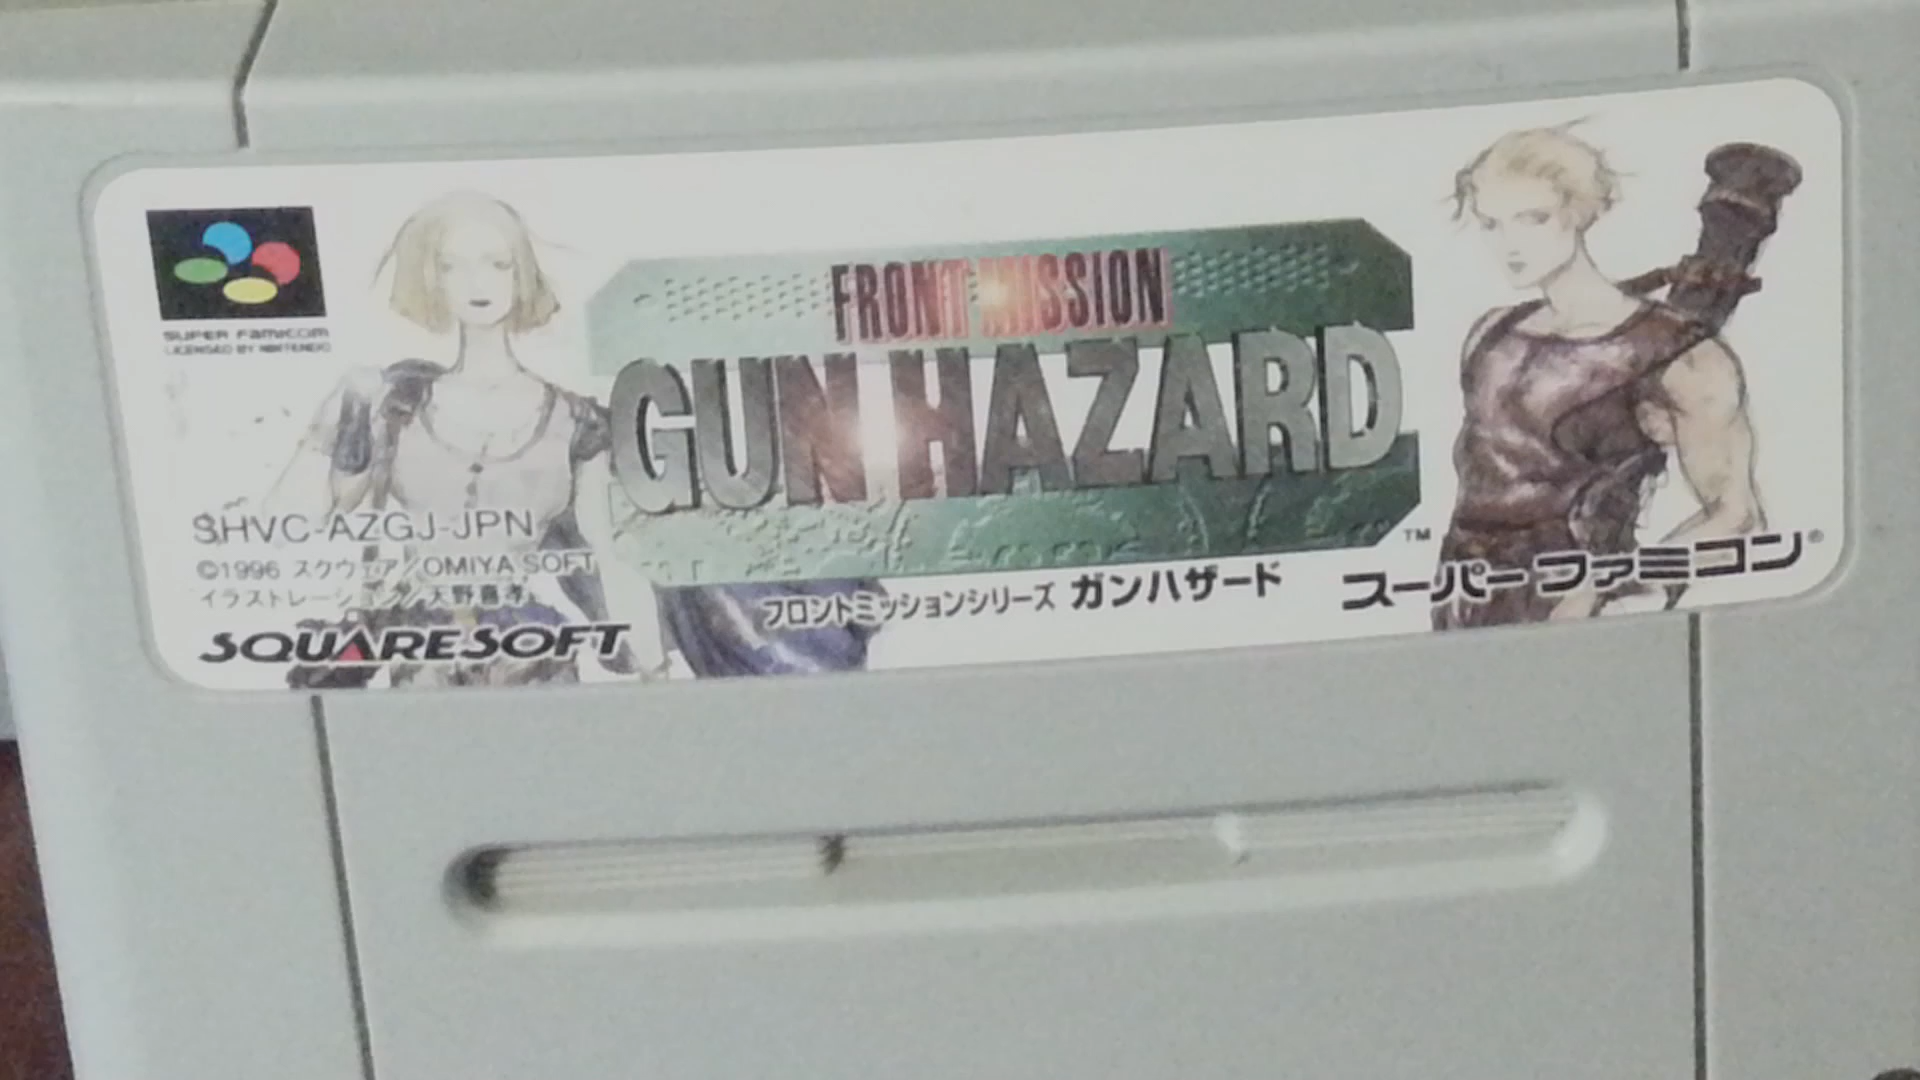 SUPER FAMICOM
LICENSED BY NINTENDO
FRONT MISSION
GUN HAZARD
TM
SHVC-AZGJ-JPN
©1996 スクウェア/OMIYA SOFT
イラストレーション/天野喜孝
SQUARESOFT
フロントミッションシリーズ ガンハザード
スーパーファミコン®